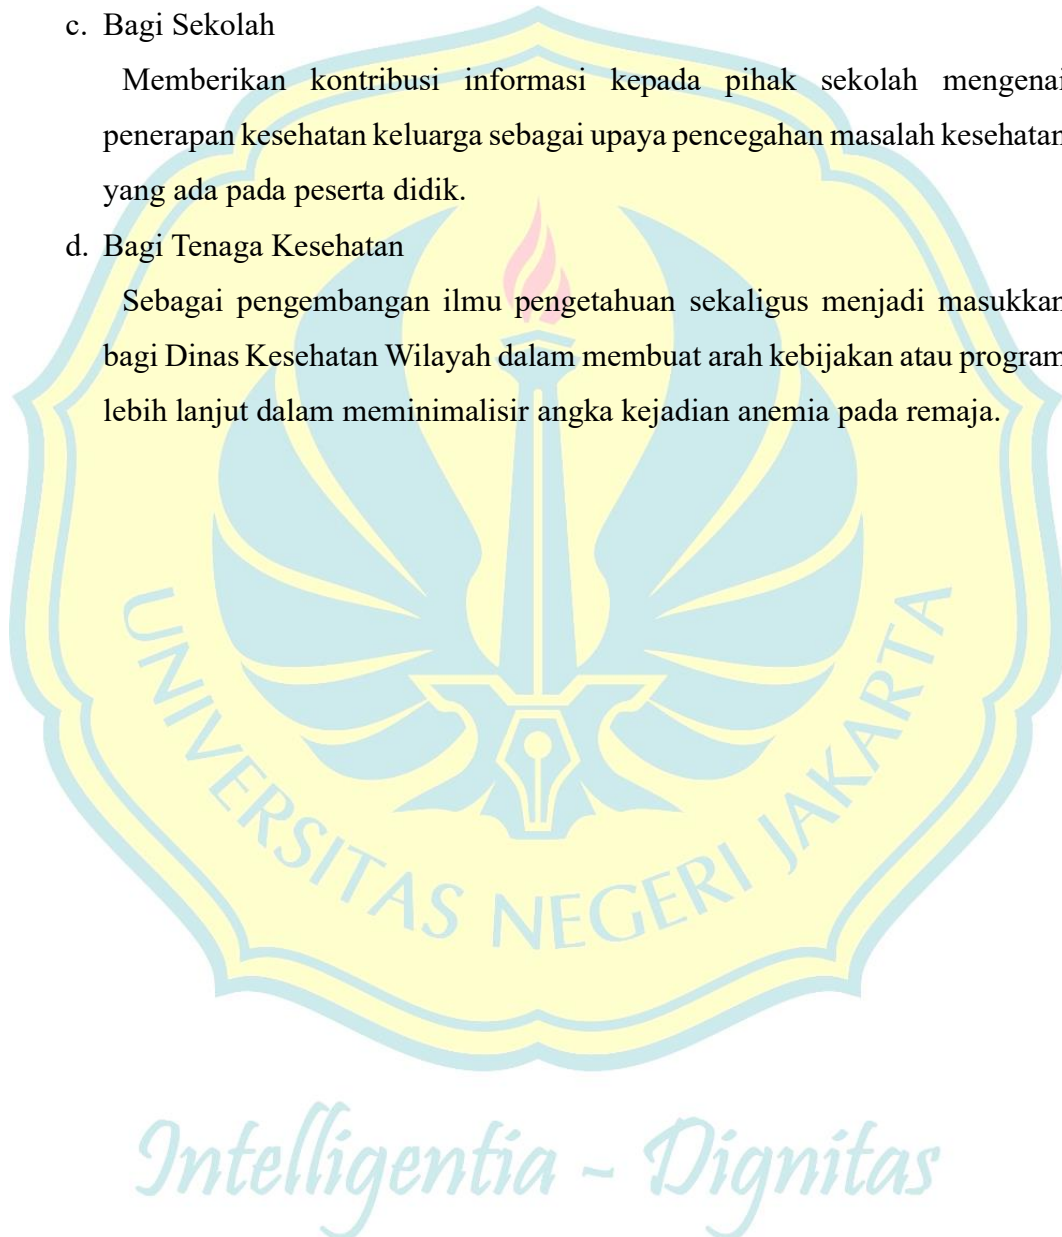 c. Bagi Sekolah
Memberikan kontribusi informasi kepada pihak sekolah mengenai
penerapan kesehatan keluarga sebagai upaya pencegahan masalah kesehatan
yang ada pada peserta didik.
d. Bagi Tenaga Kesehatan
Sebagai pengembangan ilmu pengetahuan sekaligus menjadi masukkan
bagi Dinas Kesehatan Wilayah dalam membuat arah kebijakan atau program
lebih lanjut dalam meminimalisir angka kejadian anemia pada remaja.
UNIVERSITAS NEGERI JAKARTA
Intelligentia - Dignitas